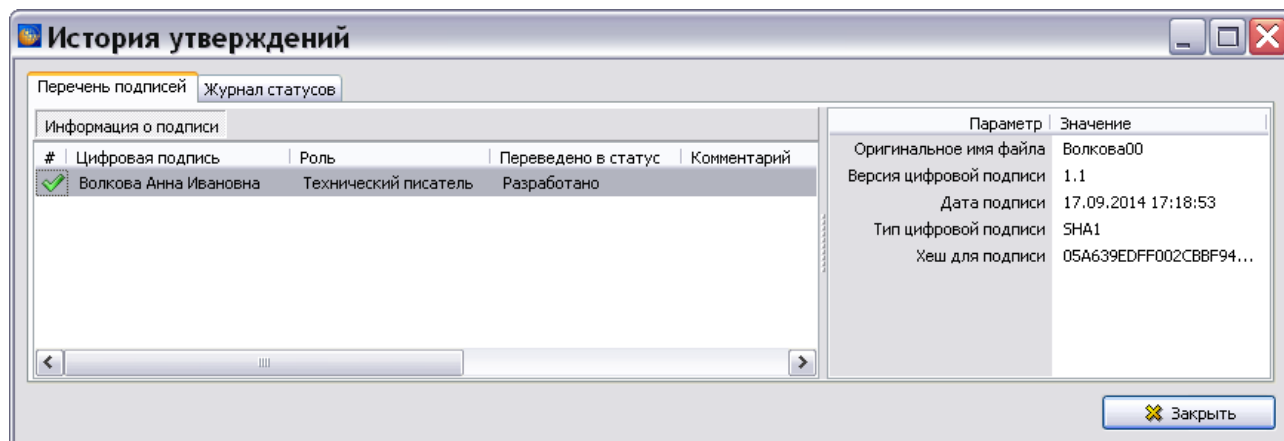 История утверждений
Перечень подписей Журнал статусов
Информация о подписи
# Цифровая подпись Роль Переведено в статус Комментарий
Волкова Анна Ивановна Технический писатель Разработано
Параметр Значение
Оригинальное имя файла Волкова00
Версия цифровой подписи 1.1
Дата подписи 17.09.2014 17:18:53
Тип цифровой подписи SHA1
Хеш для подписи 05A639EDFF002CBBF94...
Закрыть